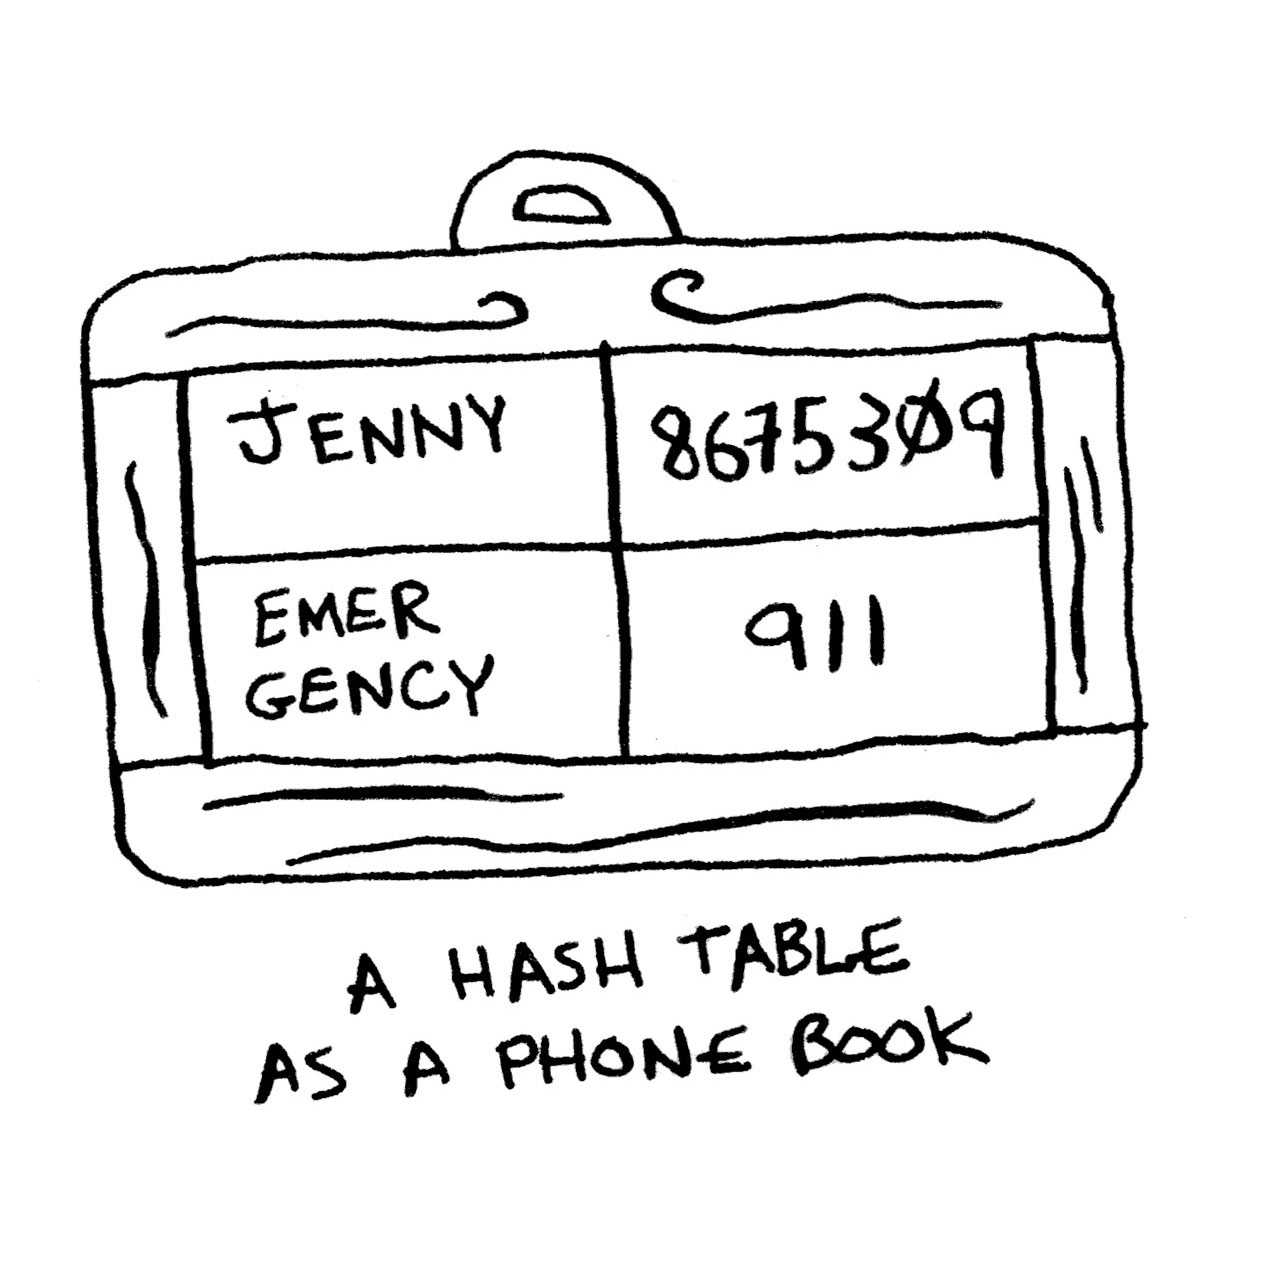 JENNY 8675309
EMER
GENCY 911
A HASH TABLE
AS A PHONE BOOK